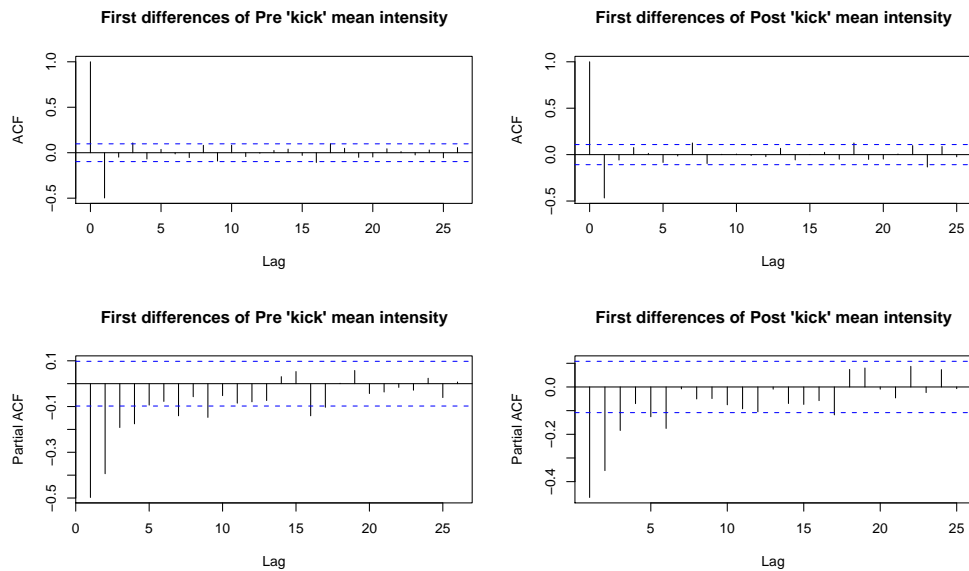 First differences of Pre 'kick' mean intensity
ACF
1.0
0.5
0.0
−0.5
0 5 10 15 20 25
Lag
First differences of Post 'kick' mean intensity
ACF
1.0
0.5
0.0
−0.5
0 5 10 15 20 25
Lag
First differences of Pre 'kick' mean intensity
Partial ACF
0.1
−0.1
−0.3
−0.5
0 5 10 15 20 25
Lag
First differences of Post 'kick' mean intensity
Partial ACF
0.0
−0.2
−0.4
5 10 15 20 25
Lag